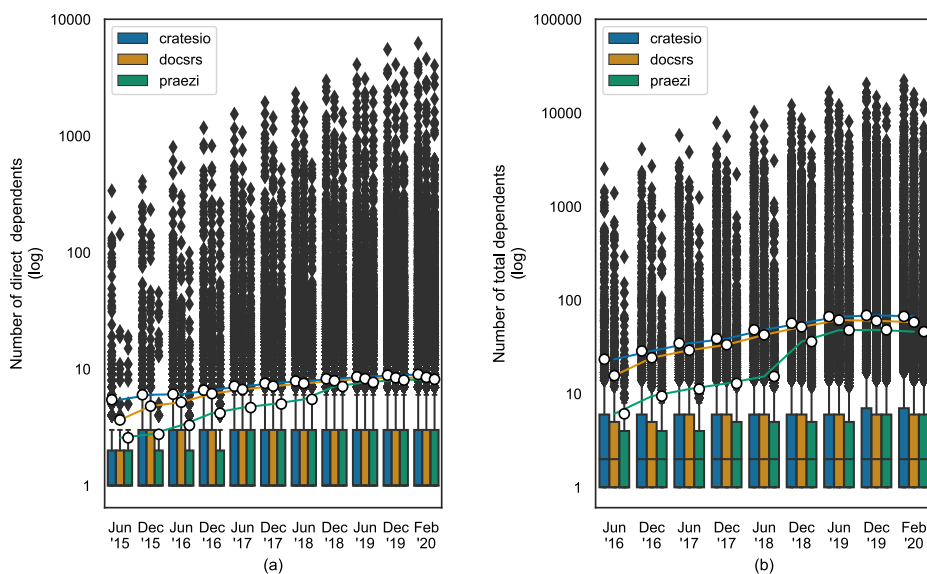 10000
1000
100
10
1
Number of direct dependents
(log)
cratesio
docsrs
praezi
Jun Dec Jun Dec Jun Dec Jun Dec Jun Dec Feb
'15 '15 '16 '16 '17 '17 '18 '18 '19 '19 '20
(a)
100000
10000
1000
100
10
1
Number of total dependents
(log)
cratesio
docsrs
praezi
Jun Dec Jun Dec Jun Dec Jun Dec Feb
'16 '16 '17 '17 '18 '18 '19 '19 '20
(b)